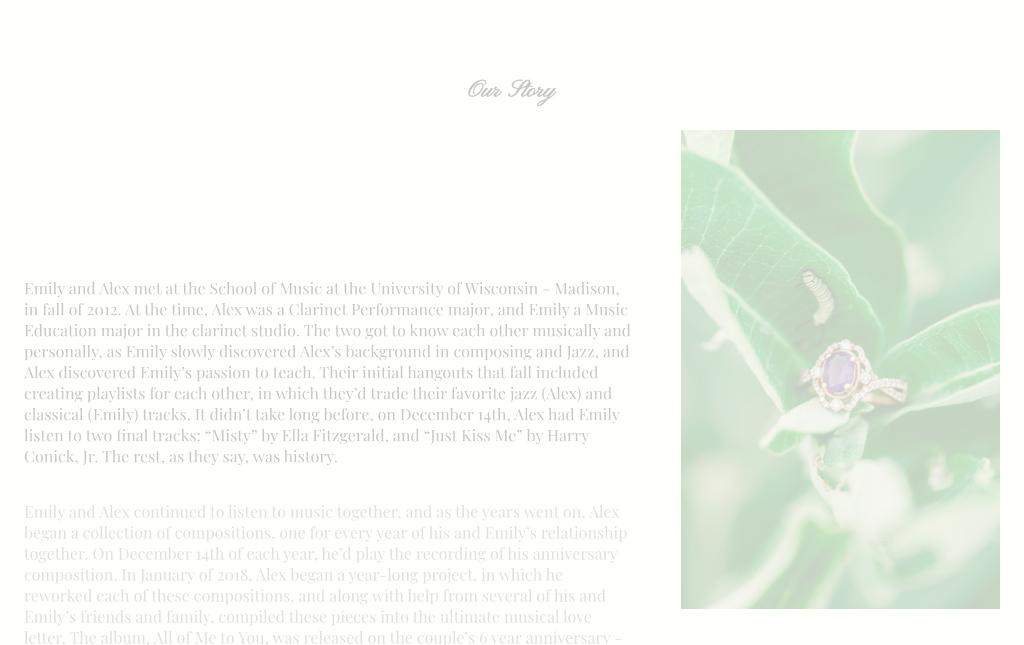 Our Story
Emily and Alex met at the School of Music at the University of Wisconsin - Madison,
in fall of 2012. At the time, Alex was a Clarinet Performance major, and Emily a Music
Education major in the clarinet studio. The two got to know each other musically and
personally, as Emily slowly discovered Alex’s background in composing and Jazz, and
Alex discovered Emily’s passion to teach. Their initial hangouts that fall included
creating playlists for each other, in which they’d trade their favorite jazz (Alex) and
classical (Emily) tracks. It didn’t take long before, on December 14th, Alex had Emily
listen to two final tracks: “Misty” by Ella Fitzgerald, and “Just Kiss Me” by Harry
Conick, Jr. The rest, as they say, was history.
Emily and Alex continued to listen to music together, and as the years went on, Alex
began a collection of compositions, one for every year of his and Emily’s relationship
together. On December 14th of each year, he’d play the recording of his anniversary
composition. In January of 2018, Alex began a year-long project, in which he
reworked each of these compositions, and along with help from several of his and
Emily’s friends and family, compiled these pieces into the ultimate musical love
letter. The album, All of Me to You, was released on the couple’s 6 year anniversary -